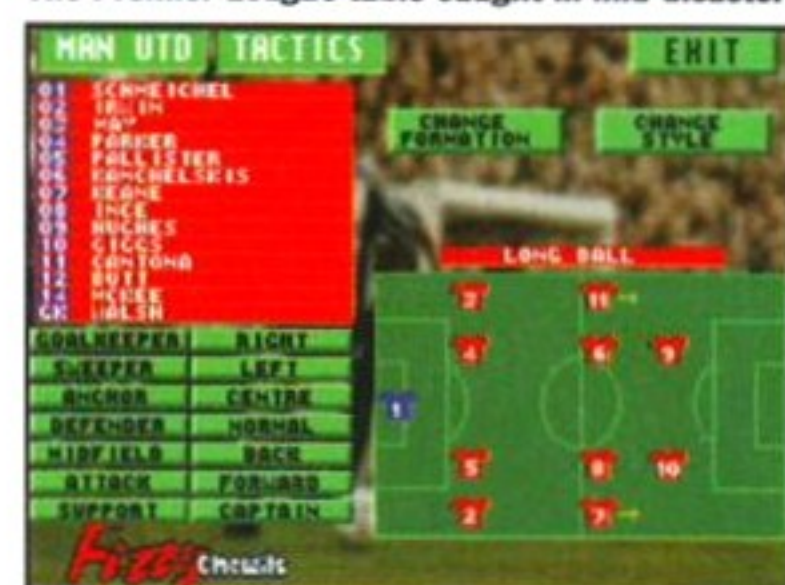 MAN UTD TACTICS EXIT
CHANGE FORMATION
CHANGE STYLE
01 SCHMEICHEL
02 IRWIN
03 MAY
04 PARKER
05 PALLISTER
06 KANCHELSKIS
07 KEANE
08 INCE
09 HUGHES
10 GIGGS
11 CANTONA
12 BUTT
14 MCKEE
GK WALSH
LONG BALL
2 11
4 6 9
1
5 8 10
2 7
GOALKEEPER RIGHT
SWEEPER LEFT
ANCHOR CENTRE
DEFENDER NORMAL
MIDFIELD BACK
ATTACK FORWARD
SUPPORT CAPTAIN
Fizzy Chewits